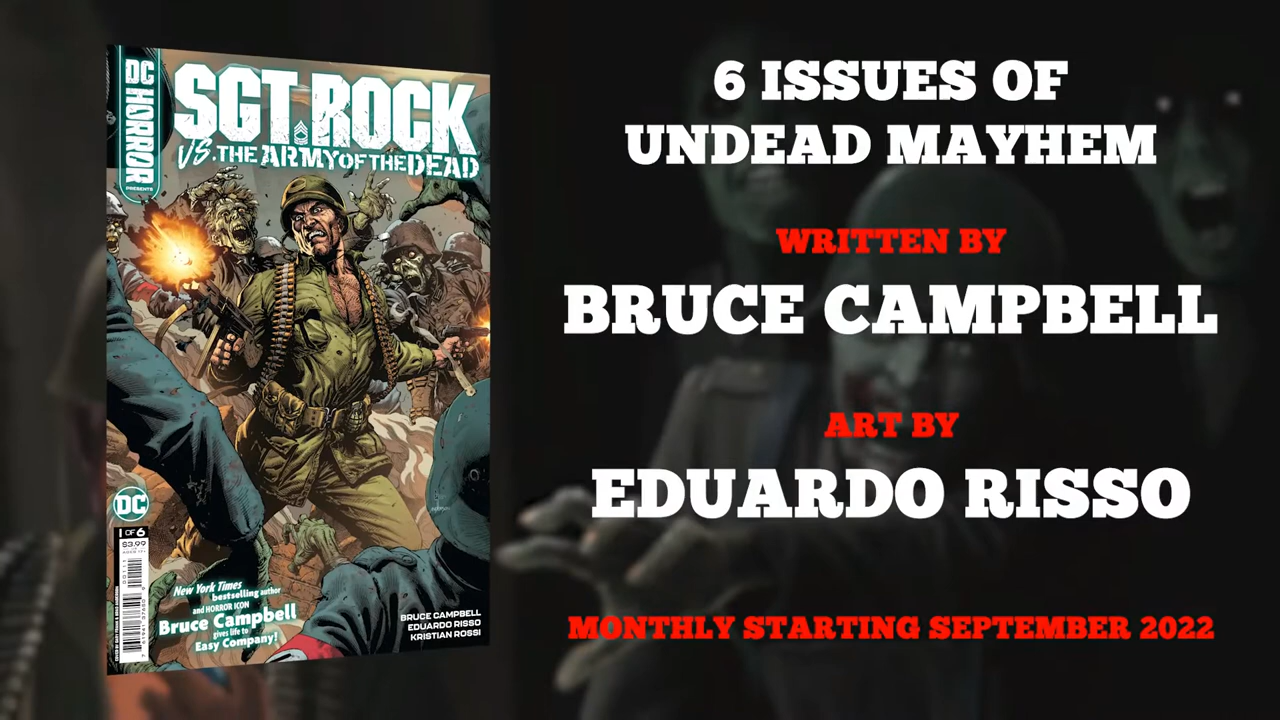 DC HORROR
PRESENTS
SGT. ROCK
VS. THE ARMY OF THE DEAD
DC
1 OF 6
$3.99
New York Times
bestselling author
and HORROR ICON
Bruce Campbell
gives life to
Easy Company!
BRUCE CAMPBELL
EDUARDO RISSO
KRISTIAN ROSSI
6 ISSUES OF
UNDEAD MAYHEM
WRITTEN BY
BRUCE CAMPBELL
ART BY
EDUARDO RISSO
MONTHLY STARTING SEPTEMBER 2022